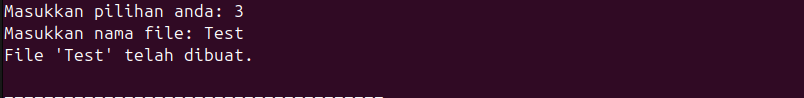 Masukkan pilihan anda: 3
Masukkan nama file: Test
File 'Test' telah dibuat.
--------------------------------------